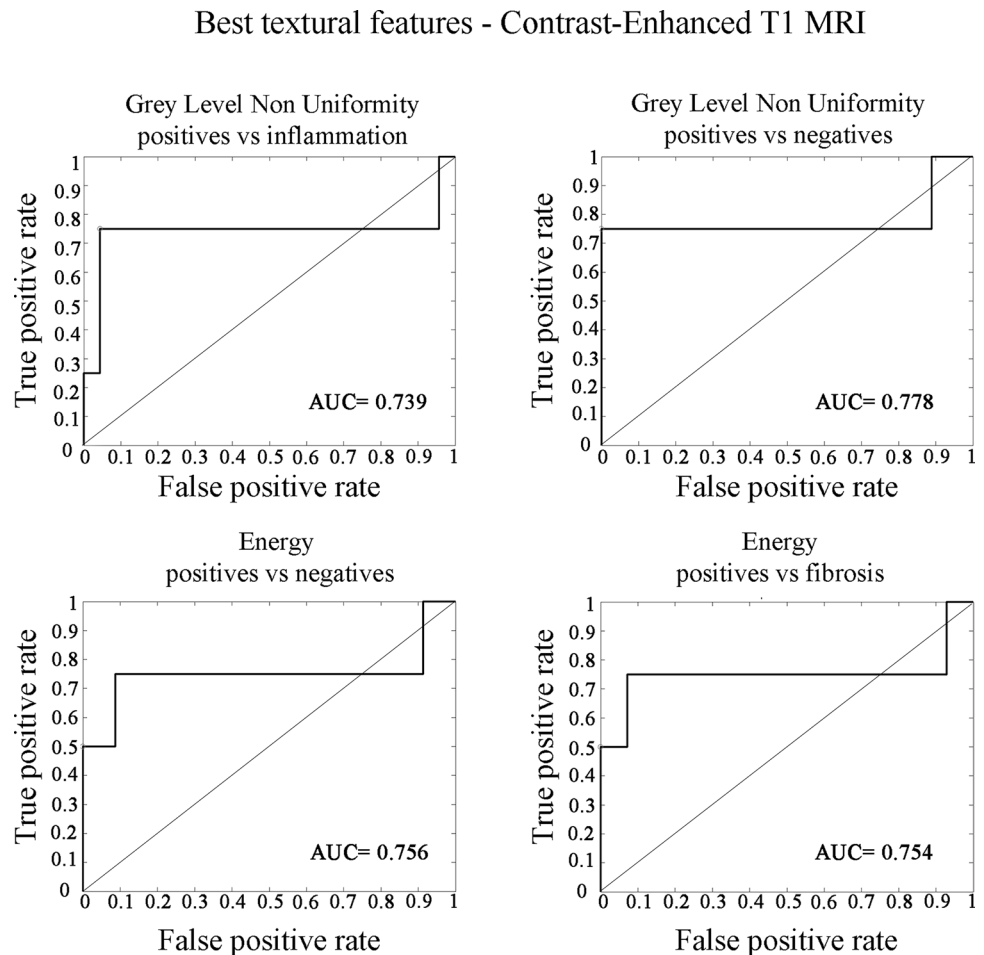 Best textural features - Contrast-Enhanced T1 MRI
Grey Level Non Uniformity
positives vs inflammation
1
0.9
0.8
0.7
0.6
0.5
0.4
0.3
0.2
0.1
0
True positive rate
AUC= 0.739
0 0.1 0.2 0.3 0.4 0.5 0.6 0.7 0.8 0.9 1
False positive rate
Grey Level Non Uniformity
positives vs negatives
1
0.9
0.8
0.7
0.6
0.5
0.4
0.3
0.2
0.1
0
True positive rate
AUC= 0.778
0 0.1 0.2 0.3 0.4 0.5 0.6 0.7 0.8 0.9 1
False positive rate
Energy
positives vs negatives
1
0.9
0.8
0.7
0.6
0.5
0.4
0.3
0.2
0.1
0
True positive rate
AUC= 0.756
0 0.1 0.2 0.3 0.4 0.5 0.6 0.7 0.8 0.9 1
False positive rate
Energy
positives vs fibrosis
1
0.9
0.8
0.7
0.6
0.5
0.4
0.3
0.2
0.1
0
True positive rate
AUC= 0.754
0 0.1 0.2 0.3 0.4 0.5 0.6 0.7 0.8 0.9 1
False positive rate